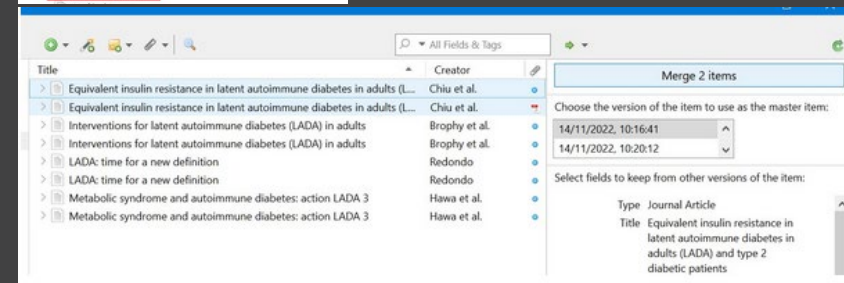 All Fields & Tags
Title Creator
Equivalent insulin resistance in latent autoimmune diabetes in adults (L... Chiu et al.
Equivalent insulin resistance in latent autoimmune diabetes in adults (L... Chiu et al.
Interventions for latent autoimmune diabetes (LADA) in adults Brophy et al.
Interventions for latent autoimmune diabetes (LADA) in adults Brophy et al.
LADA: time for a new definition Redondo
LADA: time for a new definition Redondo
Metabolic syndrome and autoimmune diabetes: action LADA 3 Hawa et al.
Metabolic syndrome and autoimmune diabetes: action LADA 3 Hawa et al.
Merge 2 items
Choose the version of the item to use as the master item:
14/11/2022, 10:16:41
14/11/2022, 10:20:12
Select fields to keep from other versions of the item:
Type Journal Article
Title Equivalent insulin resistance in
latent autoimmune diabetes in
adults (LADA) and type 2
diabetic patients